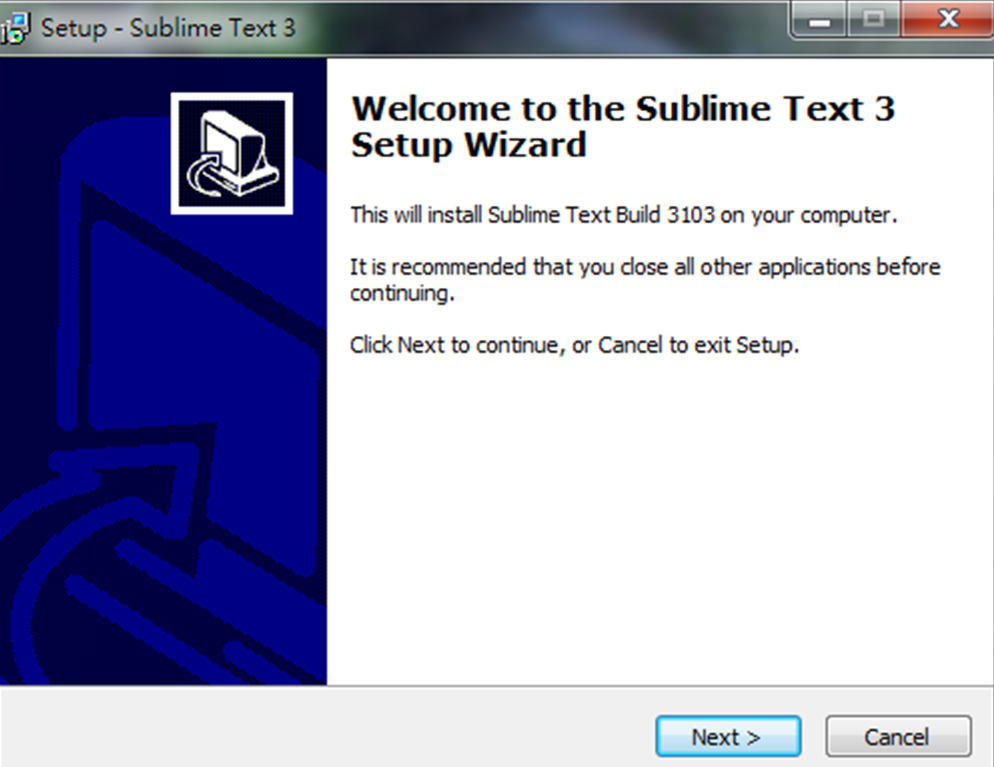 Setup - Sublime Text 3
Welcome to the Sublime Text 3
Setup Wizard
This will install Sublime Text Build 3103 on your computer.
It is recommended that you close all other applications before
continuing.
Click Next to continue, or Cancel to exit Setup.
Next >
Cancel